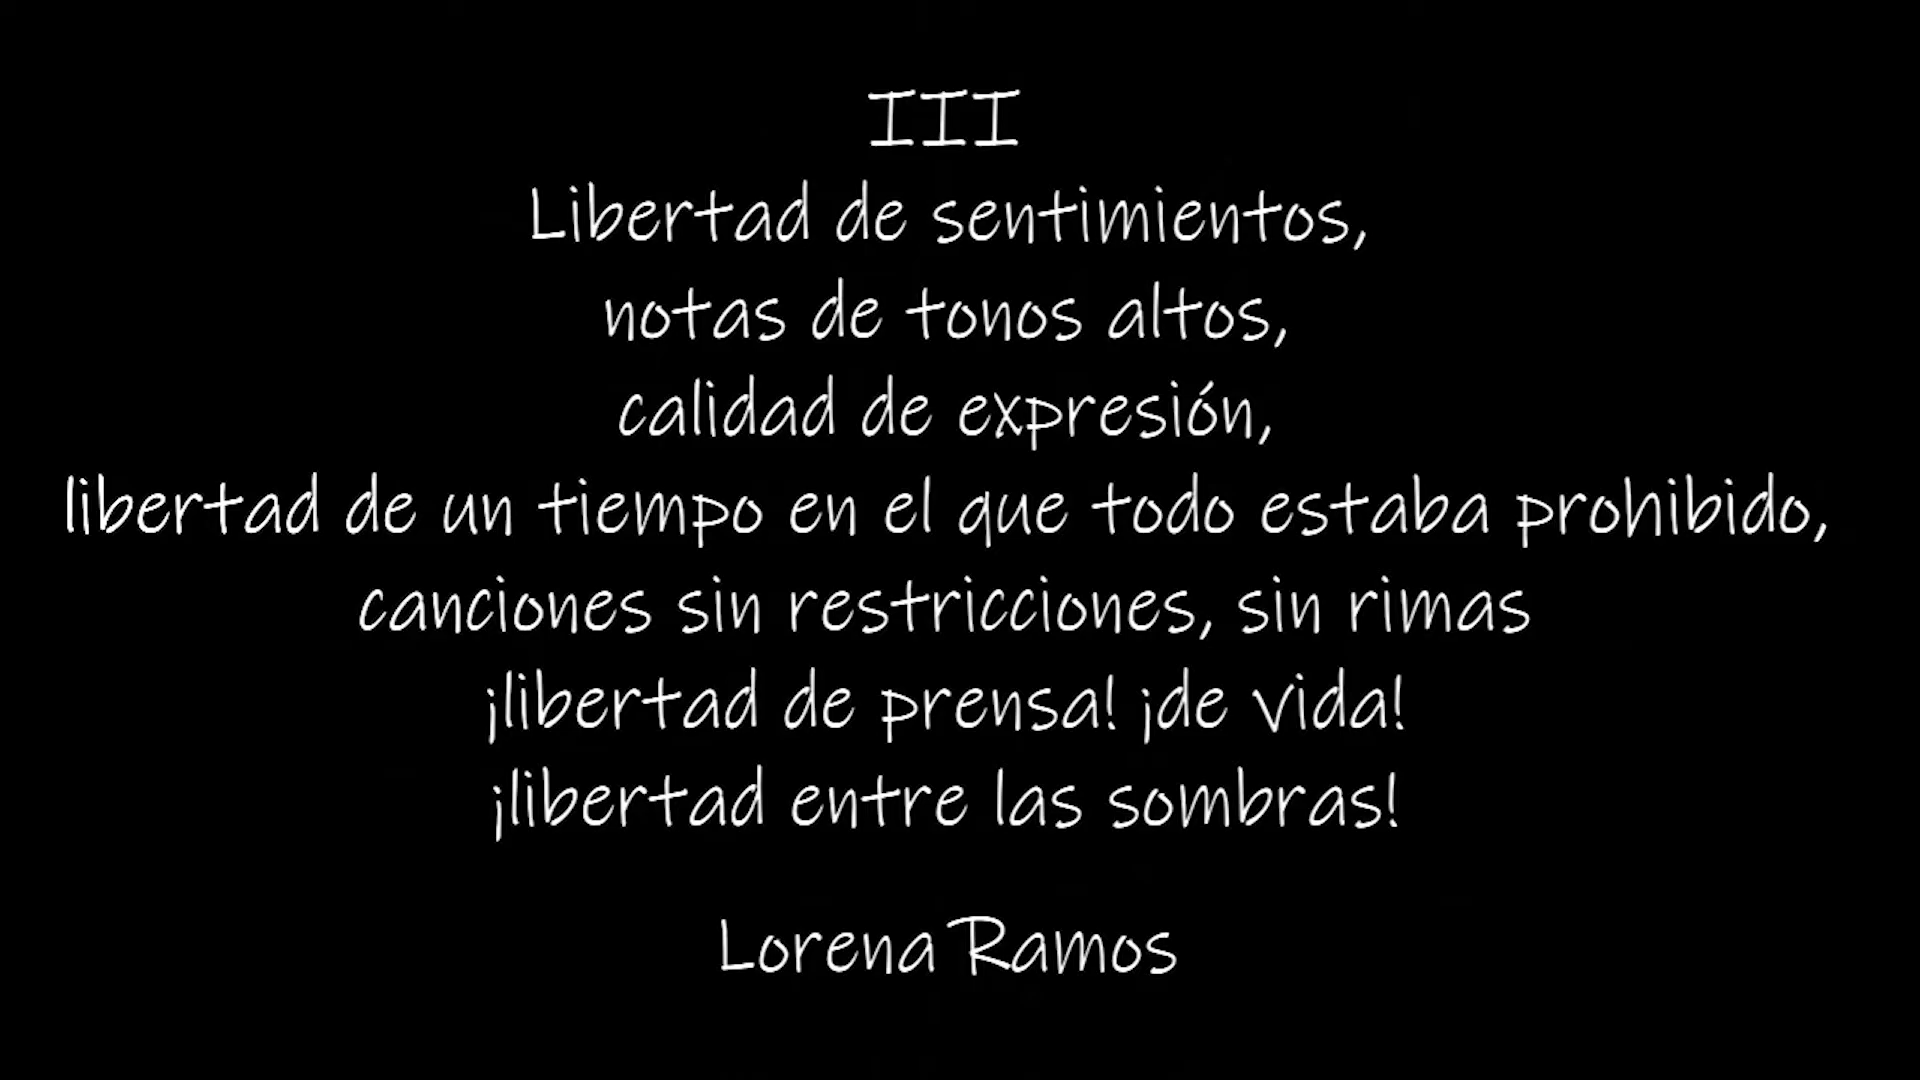 III
Libertad de sentimientos,
notas de tonos altos,
calidad de expresión,
libertad de un tiempo en el que todo estaba prohibido,
canciones sin restricciones, sin rimas
¡libertad de prensa! ¡de vida!
¡libertad entre las sombras!
Lorena Ramos